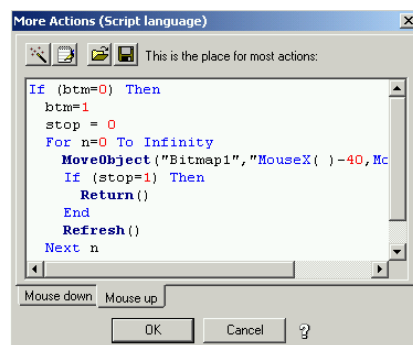 More Actions (Script language)
This is the place for most actions:
If (btm=0) Then
btm=1
stop = 0
For n=0 To Infinity
MoveObject("Bitmap1","MouseX( )-40,Mo
If (stop=1) Then
Return()
End
Refresh()
Next n
Mouse down Mouse up
OK Cancel ?